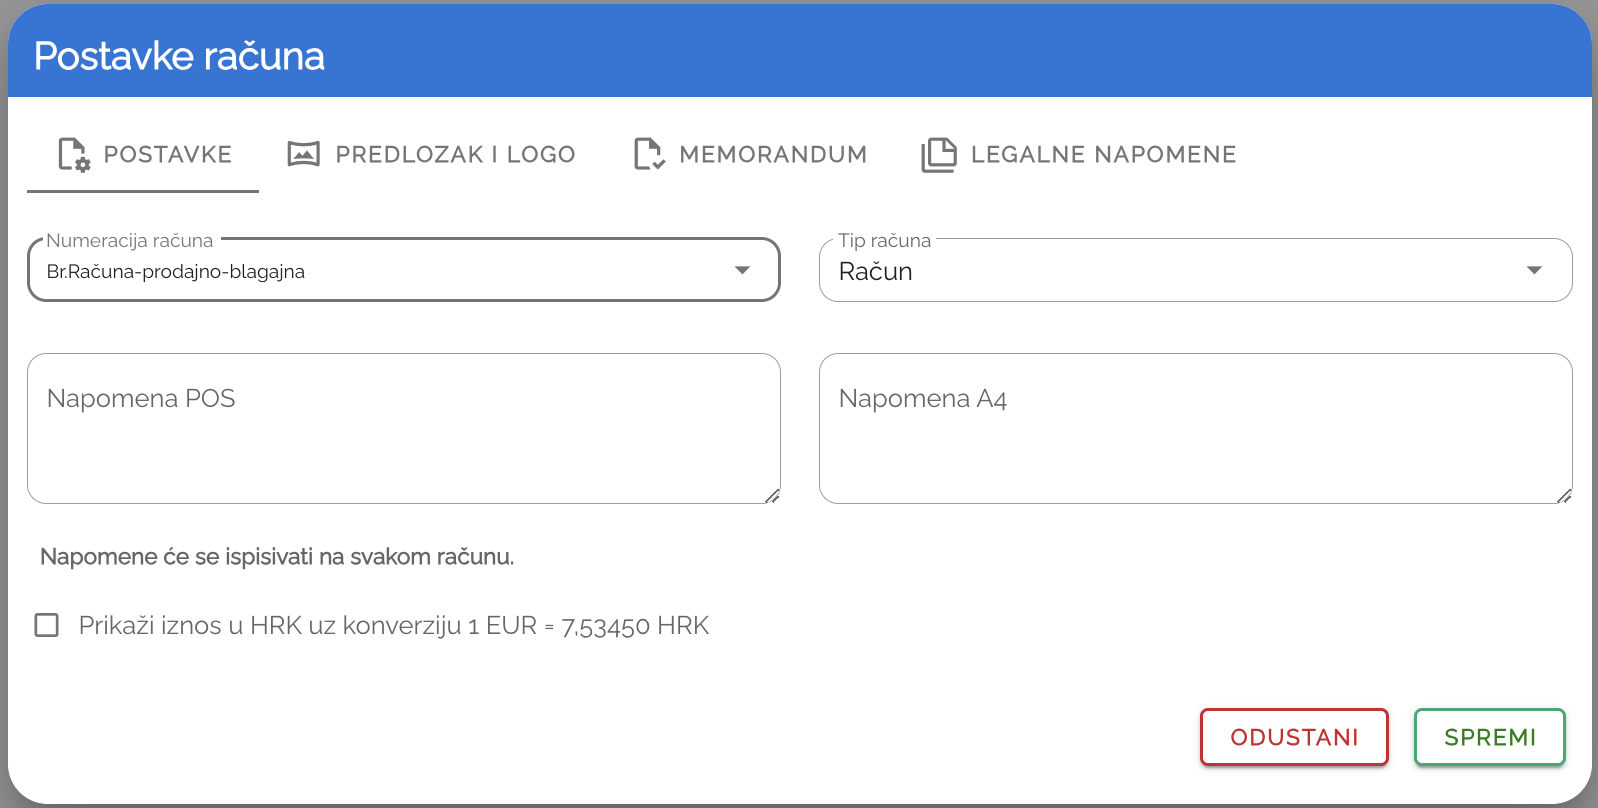 Postavke računa
POSTAVKE
PREDLOZAK I LOGO
MEMORANDUM
LEGALNE NAPOMENE
Numeracija računa
Br.Računa-prodajno-blagajna
Tip računa
Račun
Napomena POS
Napomena A4
Napomene će se ispisivati na svakom računu.
Prikaži iznos u HRK uz konverziju 1 EUR = 7,53450 HRK
ODUSTANI
SPREMI